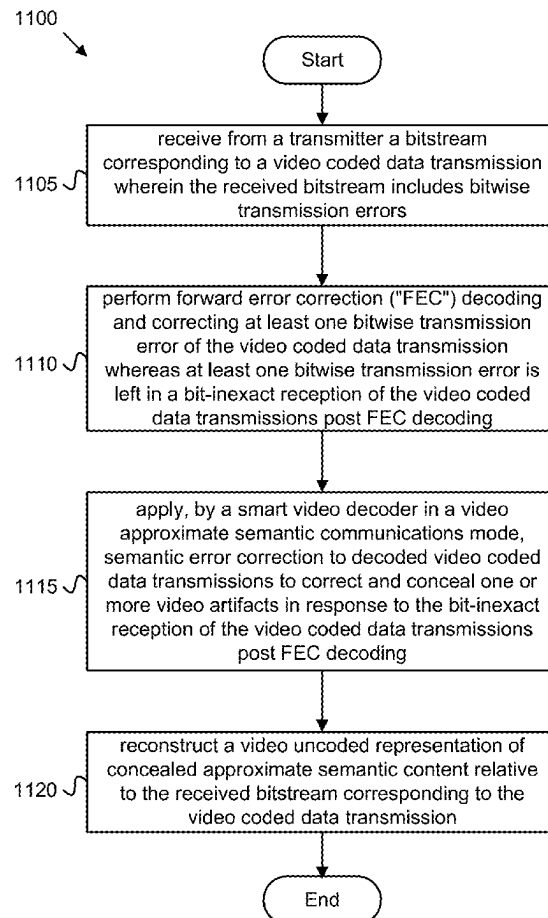 1100
Start
receive from a transmitter a bitstream
corresponding to a video coded data transmission
wherein the received bitstream includes bitwise
transmission errors
1105
perform forward error correction ("FEC") decoding
and correcting at least one bitwise transmission
error of the video coded data transmission
whereas at least one bitwise transmission error is
left in a bit-inexact reception of the video coded
data transmissions post FEC decoding
1110
apply, by a smart video decoder in a video
approximate semantic communications mode,
semantic error correction to decoded video coded
data transmissions to correct and conceal one or
more video artifacts in response to the bit-inexact
reception of the video coded data transmissions
post FEC decoding
1115
reconstruct a video uncoded representation of
concealed approximate semantic content relative
to the received bitstream corresponding to the
video coded data transmission
1120
End